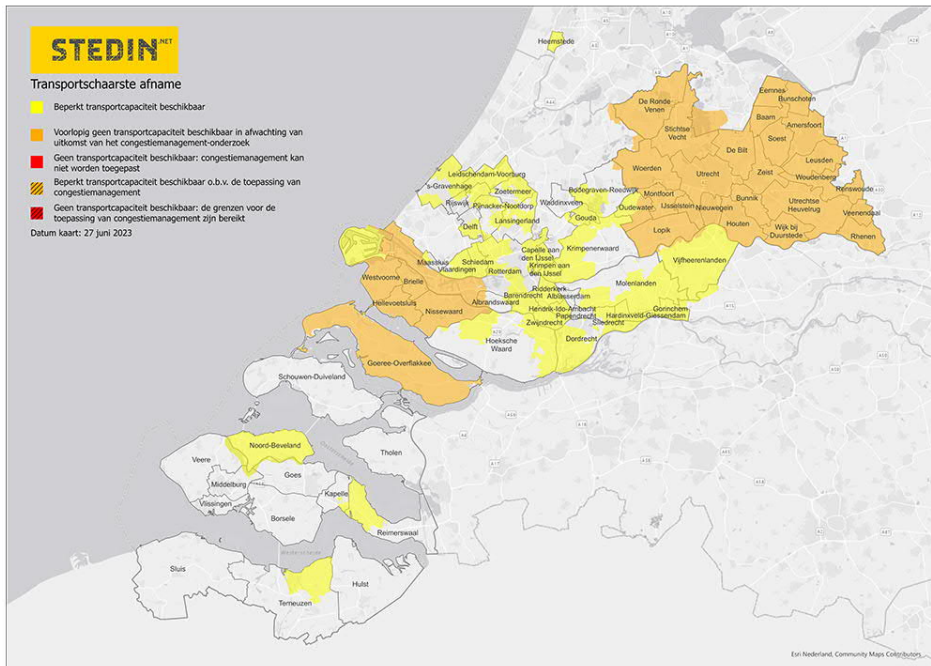 STEDIN.NET
Transportschaarste afname
Beperkt transportcapaciteit beschikbaar
Voorlopig geen transportcapaciteit beschikbaar in afwachting van
uitkomst van het congestiemanagement-onderzoek
Geen transportcapaciteit beschikbaar: congestiemanagement kan
niet worden toegepast
Beperkt transportcapaciteit beschikbaar o.b.v. de toepassing van
congestiemanagement
Geen transportcapaciteit beschikbaar: de grenzen voor de
toepassing van congestiemanagement zijn bereikt
Datum kaart: 27 juni 2023
Heemstede
De Ronde
Venen
Stichtse
Vecht
Eemnes
Bunschoten
Baarn
Amersfoort
Soest
De Bilt
Leusden
Woerden
Utrecht
Zeist
Woudenberg
Renswoude
Montfoort
IJsselstein
Nieuwegein
Bunnik
Utrechtse
Heuvelrug
Veenendaal
Lopik
Houten
Wijk bij
Duurstede
Rhenen
Leidschendam-Voorburg
's-Gravenhage
Zoetermeer
Bodegraven-Reeuwijk
Rijswijk
Pijnacker-Nootdorp
Waddinxveen
Oudewater
Delft
Lansingerland
Gouda
Krimpenerwaard
Capelle aan
den IJssel
Maassluis
Schiedam
Vlaardingen
Rotterdam
Krimpen aan
den IJssel
Vijfheerenlanden
Westvoorne
Brielle
Ridderkerk
Molenlanden
Hellevoetsluis
Nissewaard
Albrandswaard
Barendrecht
Alblasserdam
Hendrik-Ido-Ambacht
Papendrecht
Gorinchem
Hardinxveld-Giessendam
Zwijndrecht
Sliedrecht
Hoeksche
Waard
Dordrecht
Goeree-Overflakkee
Schouwen-Duiveland
Noord-Beveland
Tholen
Veere
Middelburg
Goes
Kapelle
Vlissingen
Borsele
Reimerswaal
Sluis
Terneuzen
Hulst
Esri Nederland, Community Maps Contributors